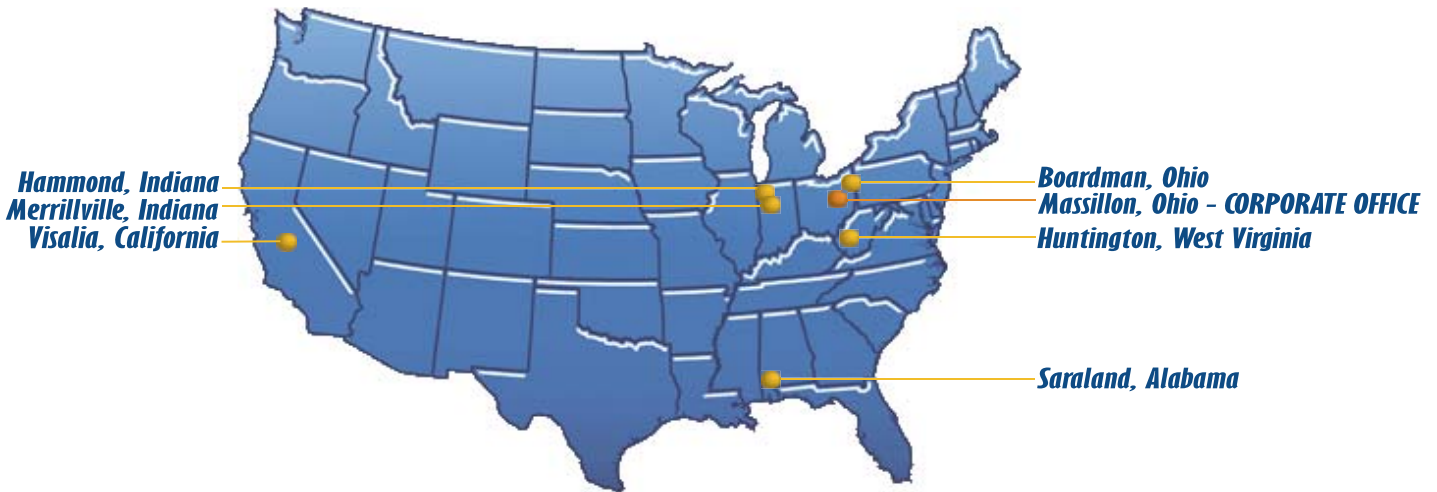 Hammond, Indiana
Merrillville, Indiana
Visalia, California
Boardman, Ohio
Massillon, Ohio - CORPORATE OFFICE
Huntington, West Virginia
Saraland, Alabama